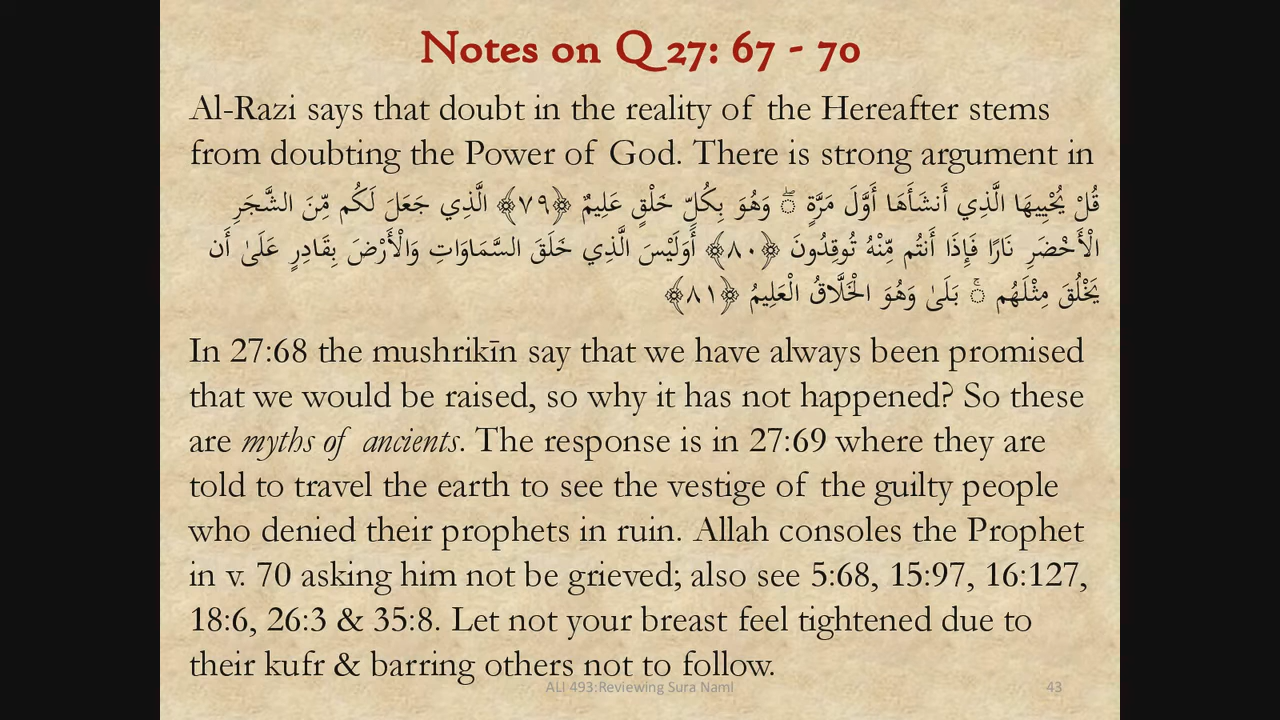 Notes on Q 27: 67 - 70
Al-Razi says that doubt in the reality of the Hereafter stems
from doubting the Power of God. There is strong argument in
قُلْ يُحْيِيهَا الَّذِي أَنشَأَهَا أَوَّلَ مَرَّةٍ ۖ وَهُوَ بِكُلِّ خَلْقٍ عَلِيمٌ ﴿٧٩﴾ الَّذِي جَعَلَ لَكُم مِّنَ الشَّجَرِ
الْأَخْضَرِ نَارًا فَإِذَا أَنتُم مِّنْهُ تُوقِدُونَ ﴿٨٠﴾ أَوَلَيْسَ الَّذِي خَلَقَ السَّمَاوَاتِ وَالْأَرْضَ بِقَادِرٍ عَلَىٰ أَن
يَخْلُقَ مِثْلَهُم ۚ بَلَىٰ وَهُوَ الْخَلَّاقُ الْعَلِيمُ ﴿٨١﴾
In 27:68 the mushrikīn say that we have always been promised
that we would be raised, so why it has not happened? So these
are myths of ancients. The response is in 27:69 where they are
told to travel the earth to see the vestige of the guilty people
who denied their prophets in ruin. Allah consoles the Prophet
in v. 70 asking him not be grieved; also see 5:68, 15:97, 16:127,
18:6, 26:3 & 35:8. Let not your breast feel tightened due to
their kufr & barring others not to follow.
ALI 493:Reviewing Sura Naml 43